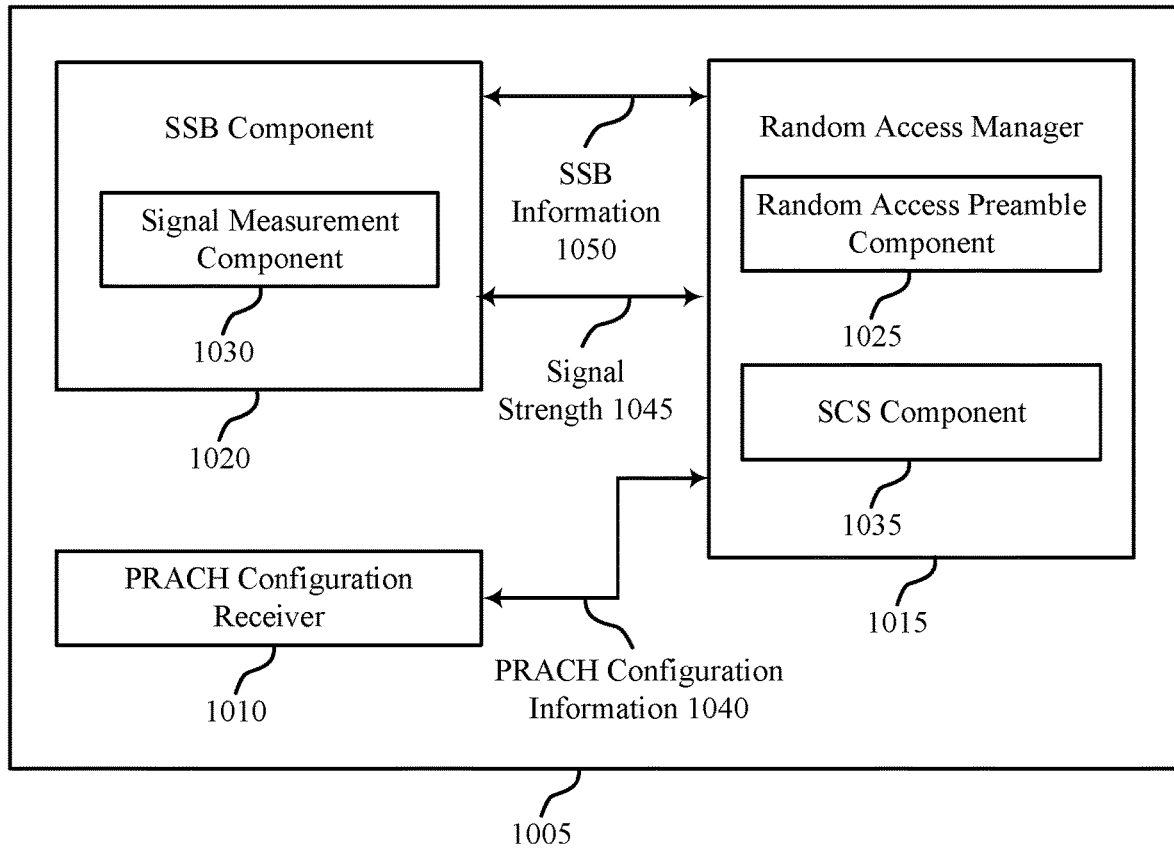 SSB Component
Signal Measurement
Component
1030
1020
SSB
Information
1050
Signal
Strength 1045
Random Access Manager
Random Access Preamble
Component
1025
SCS Component
1035
1015
PRACH Configuration
Receiver
1010
PRACH Configuration
Information 1040
1005